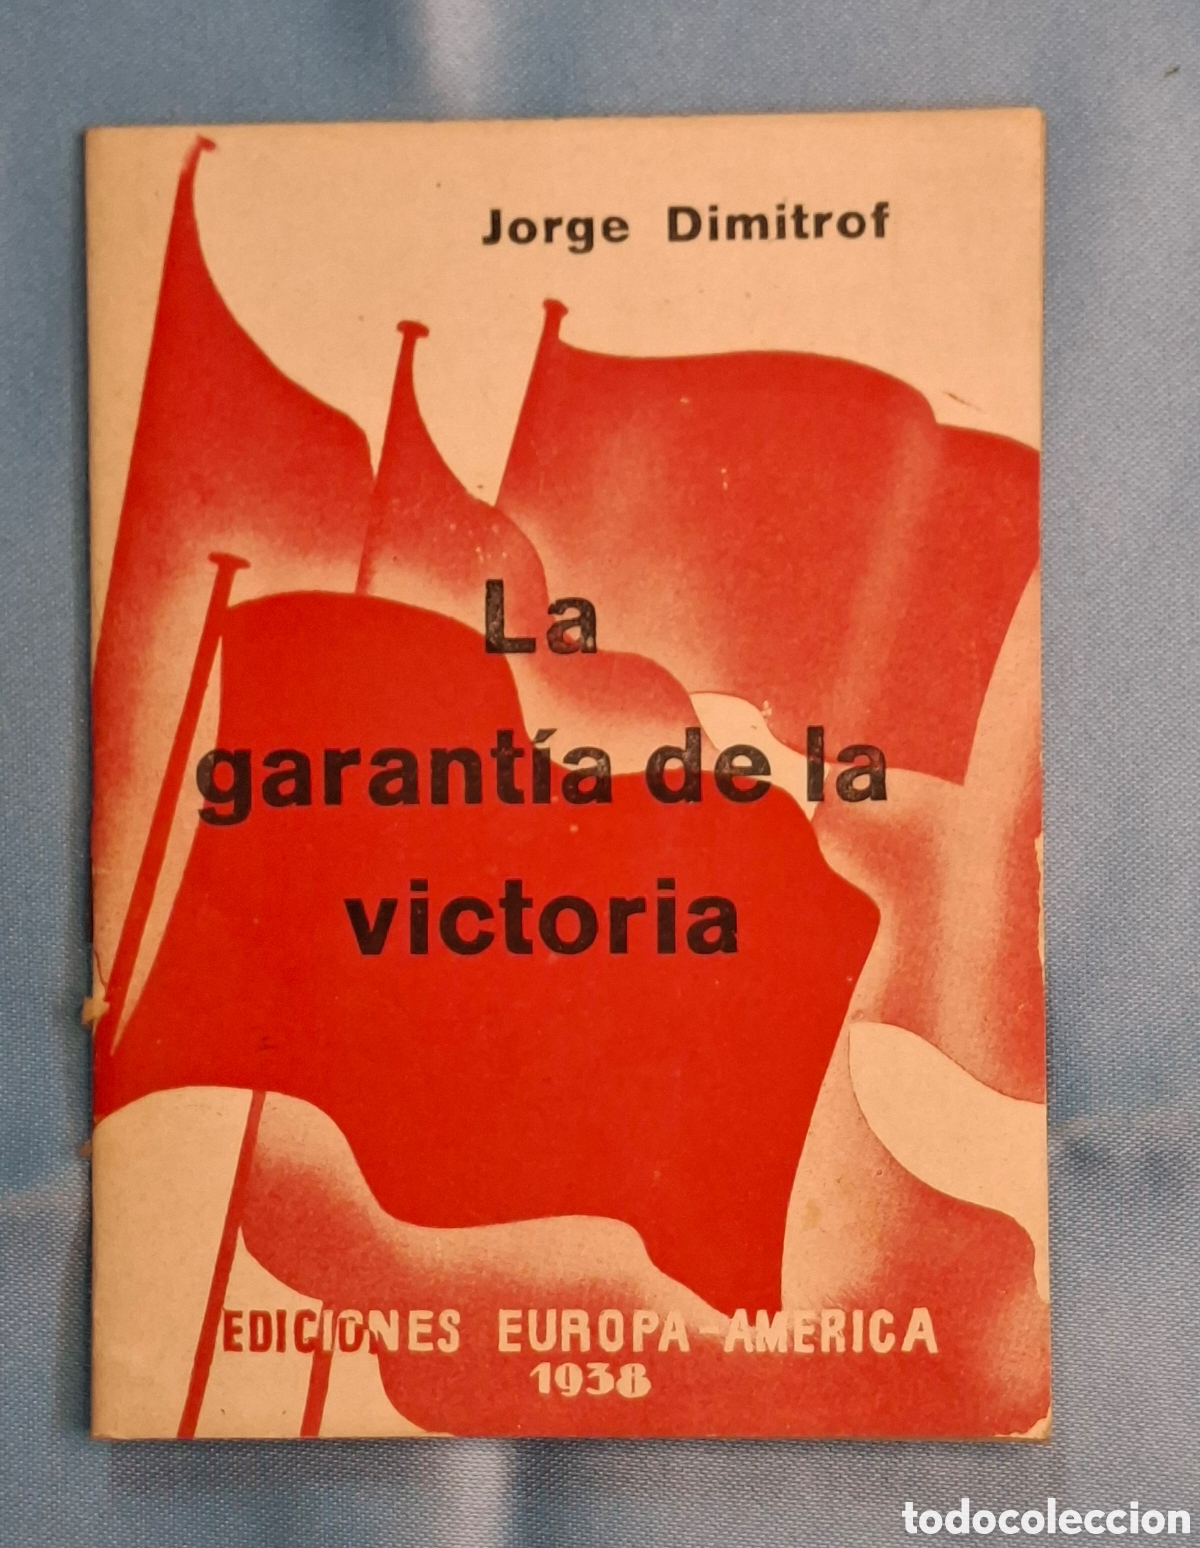 Jorge Dimitrof
La
garantía de la
victoria
EDICIONES EUROPA-AMERICA
1938
todocoleccion